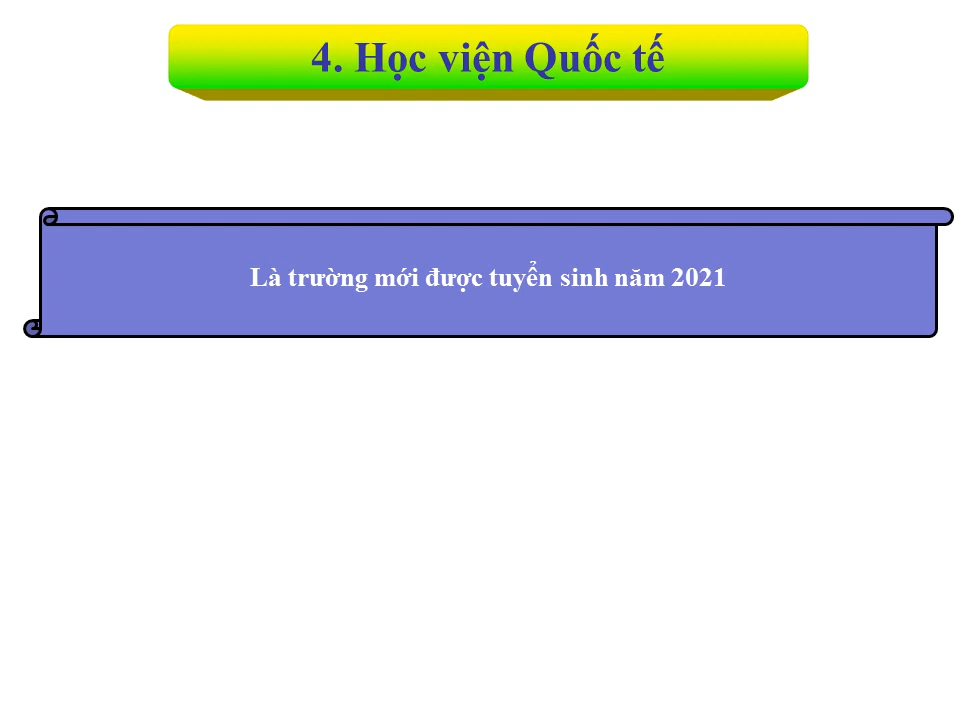 4. Học viện Quốc tế
Là trường mới được tuyển sinh năm 2021